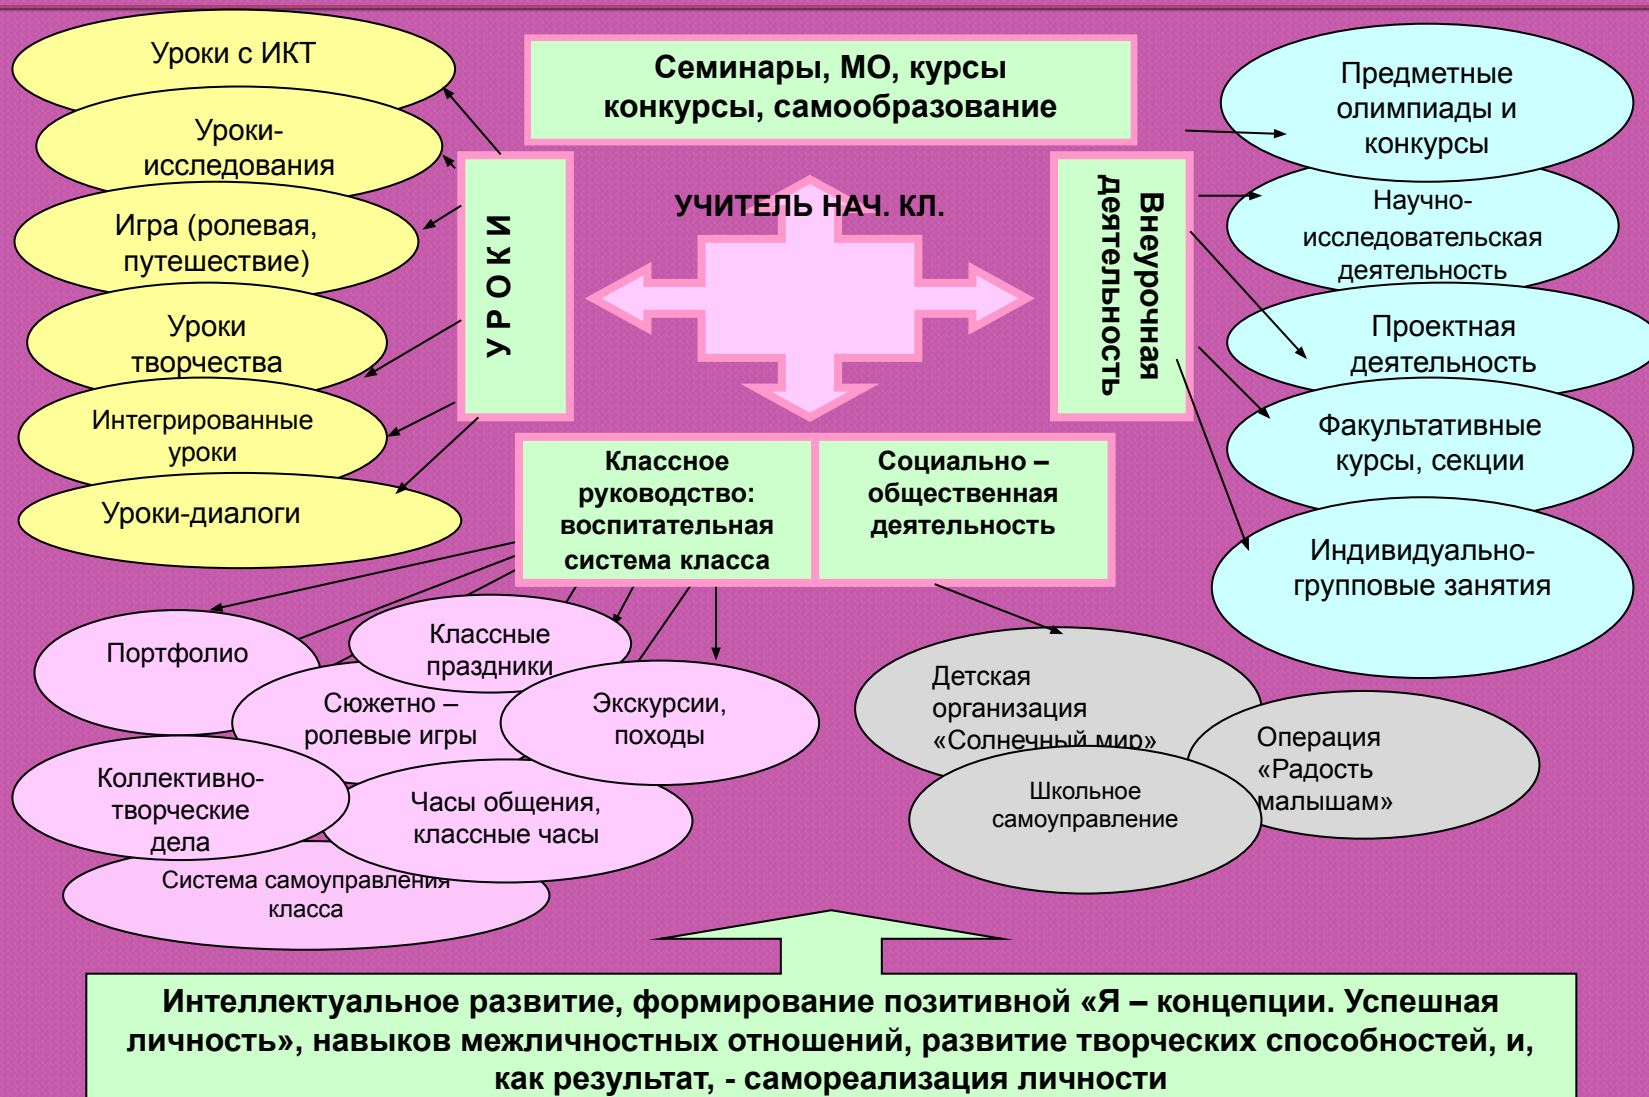 Семинары, МО, курсы
конкурсы, самообразование
УЧИТЕЛЬ НАЧ. КЛ.
У Р О К И
Уроки с ИКТ
Уроки-
исследования
Игра (ролевая,
путешествие)
Уроки
творчества
Интегрированные
уроки
Уроки-диалоги
Внеурочная
деятельность
Предметные
олимпиады и
конкурсы
Научно-
исследовательская
деятельность
Проектная
деятельность
Факультативные
курсы, секции
Индивидуально-
групповые занятия
Классное
руководство:
воспитательная
система класса
Социально –
общественная
деятельность
Портфолио
Классные
праздники
Сюжетно –
ролевые игры
Экскурсии,
походы
Коллективно-
творческие
дела
Часы общения,
классные часы
Система самоуправления
класса
Детская
организация
«Солнечный мир»
Операция
«Радость
малышам»
Школьное
самоуправление
Интеллектуальное развитие, формирование позитивной «Я – концепции. Успешная
личность», навыков межличностных отношений, развитие творческих способностей, и,
как результат, - самореализация личности